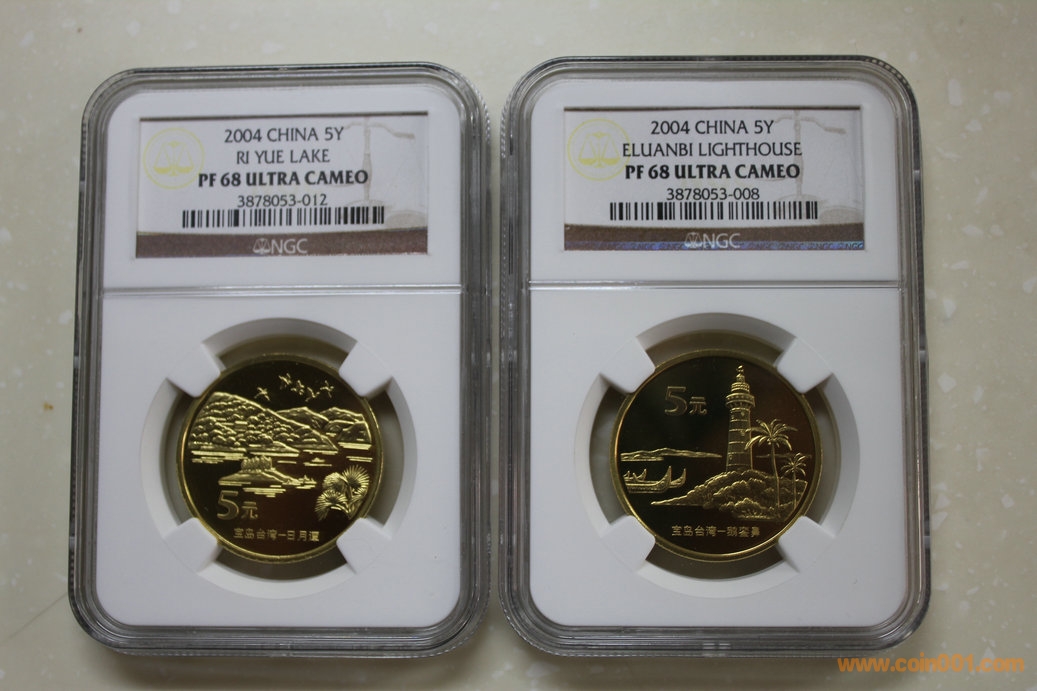 2004 CHINA 5Y
RI YUE LAKE
PF 68 ULTRA CAMEO
3878053-012
NGC
5元
宝岛台湾一日月潭
2004 CHINA 5Y
ELUANBI LIGHTHOUSE
PF 68 ULTRA CAMEO
3878053-008
NGC
5元
宝岛台湾一鹅銮鼻
www.coin001.com